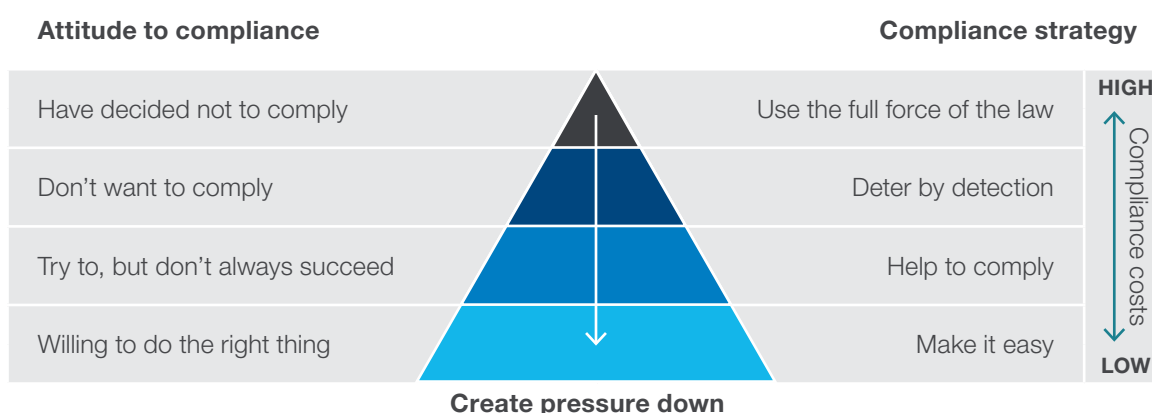 Attitude to compliance
Compliance strategy
Have decided not to comply
Use the full force of the law
HIGH
Don’t want to comply
Deter by detection
Try to, but don’t always succeed
Help to comply
Compliance costs
Willing to do the right thing
Make it easy
LOW
Create pressure down